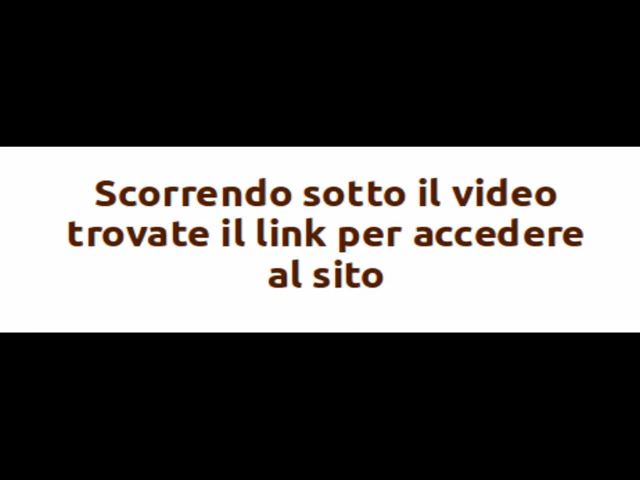 Scorrendo sotto il video
trovate il link per accedere
al sito